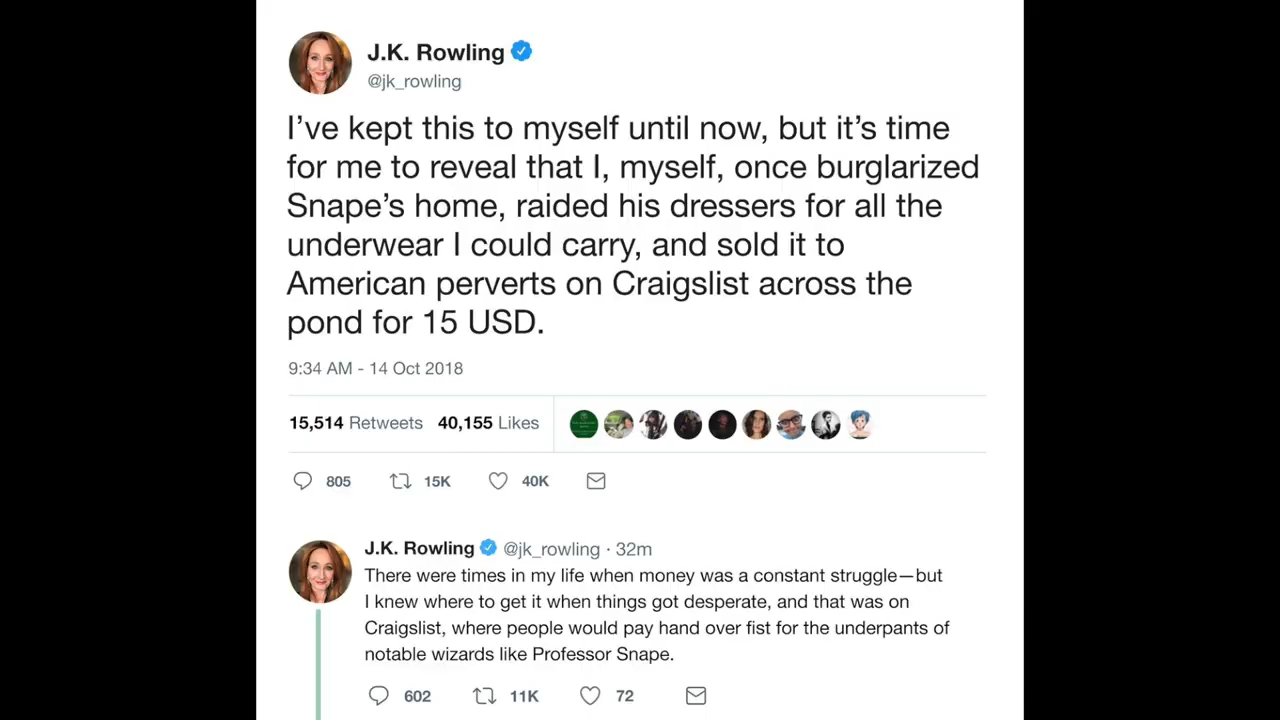 J.K. Rowling
@jk_rowling
I’ve kept this to myself until now, but it’s time
for me to reveal that I, myself, once burglarized
Snape’s home, raided his dressers for all the
underwear I could carry, and sold it to
American perverts on Craigslist across the
pond for 15 USD.
9:34 AM - 14 Oct 2018
15,514 Retweets 40,155 Likes
805 15K 40K
J.K. Rowling @jk_rowling · 32m
There were times in my life when money was a constant struggle—but
I knew where to get it when things got desperate, and that was on
Craigslist, where people would pay hand over fist for the underpants of
notable wizards like Professor Snape.
602 11K 72